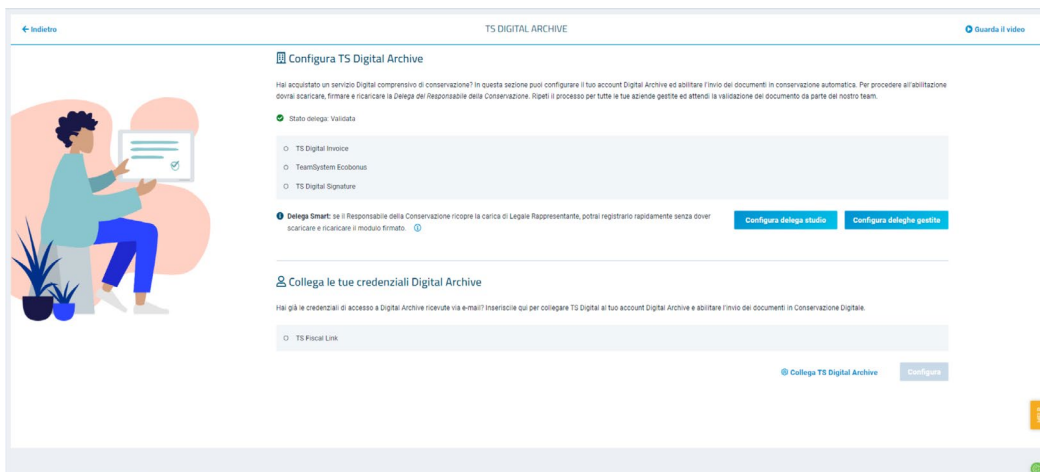 Indietro
TS DIGITAL ARCHIVE
Guarda il video
Configura TS Digital Archive
Hai acquistato un servizio Digital comprensivo di conservazione? In questa sezione puoi configurare il tuo account Digital Archive ed abilitare l'invio dei documenti in conservazione automatica. Per procedere all'abilitazione
dovrai scaricare, firmare e ricaricare la Delega del Responsabile della Conservazione. Ripeti il processo per tutte le tue aziende gestite ed attendi la validazione del documento da parte del nostro team.
Stato delega: Validata
TS Digital Invoice
TeamSystem Ecobonus
TS Digital Signature
Delega Smart: se il Responsabile della Conservazione ricopre la carica di Legale Rappresentante, potrai registrarlo rapidamente senza dover
scaricare e ricaricare il modulo firmato.
Configura delega studio
Configura deleghe gestite
Collega le tue credenziali Digital Archive
Hai già le credenziali di accesso a Digital Archive ricevute via e-mail? Inseriscile qui per collegare TS Digital al tuo account Digital Archive e abilitare l'invio dei documenti in Conservazione Digitale.
TS Fiscal Link
Collega TS Digital Archive
Configura